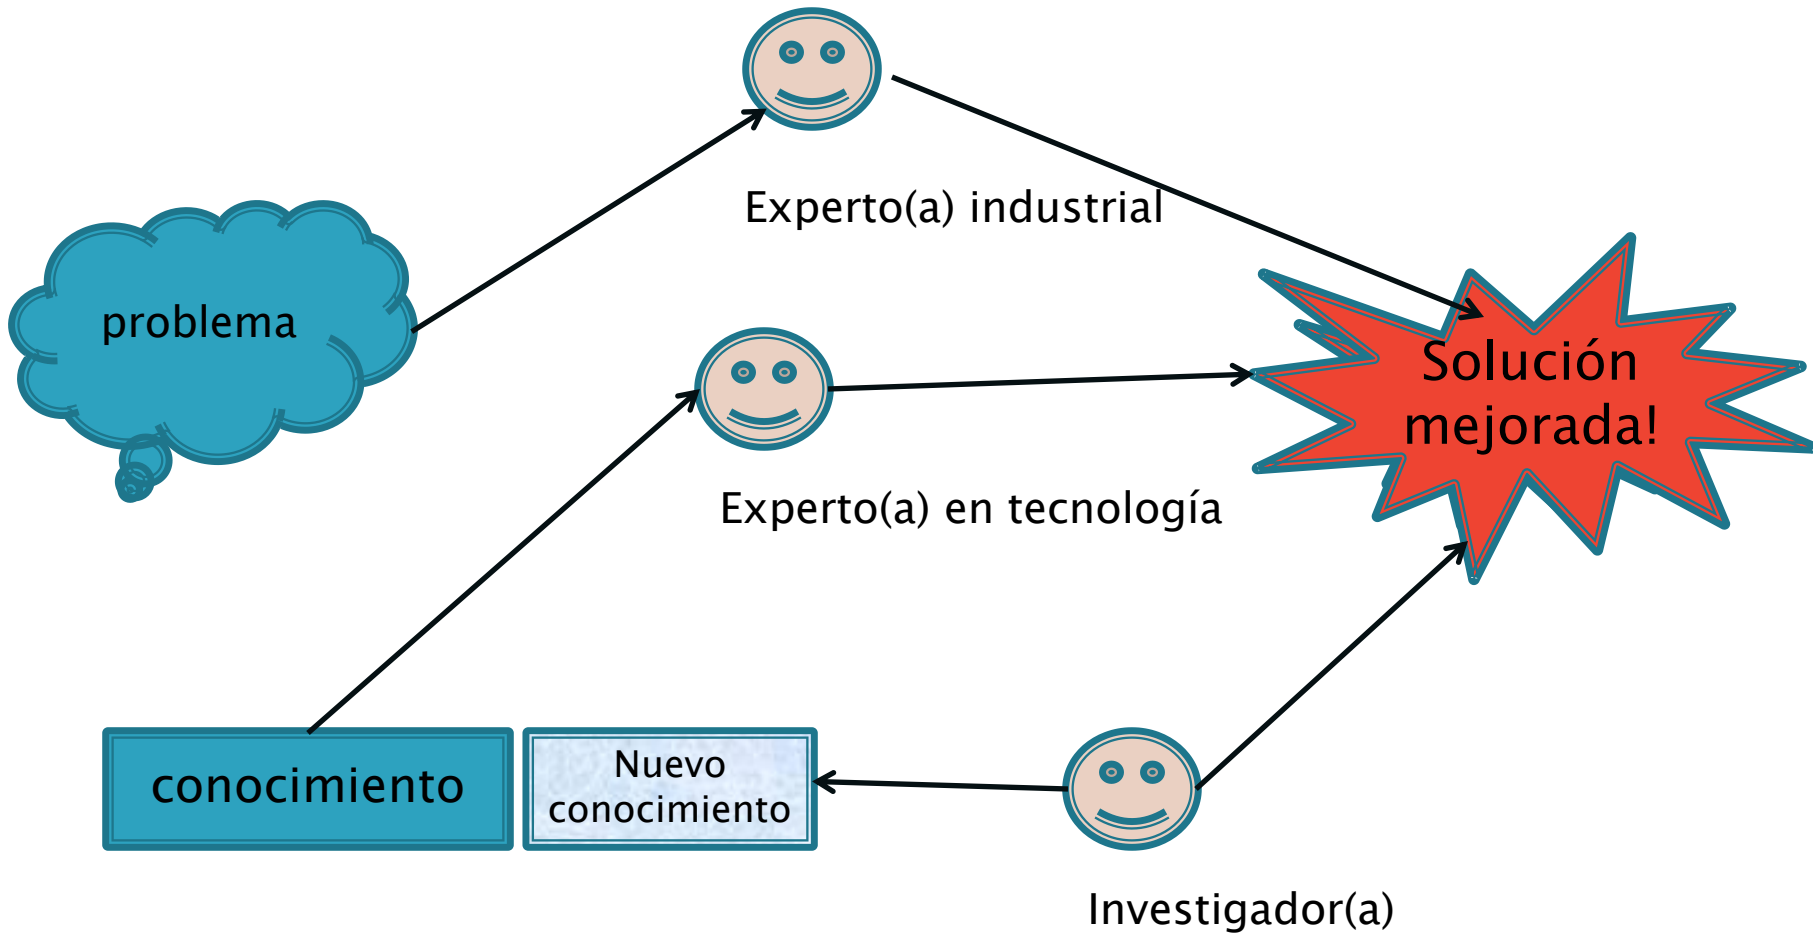 Experto(a) industrial
problema
Solución
mejorada!
Experto(a) en tecnología
conocimiento
Nuevo
conocimiento
Investigador(a)